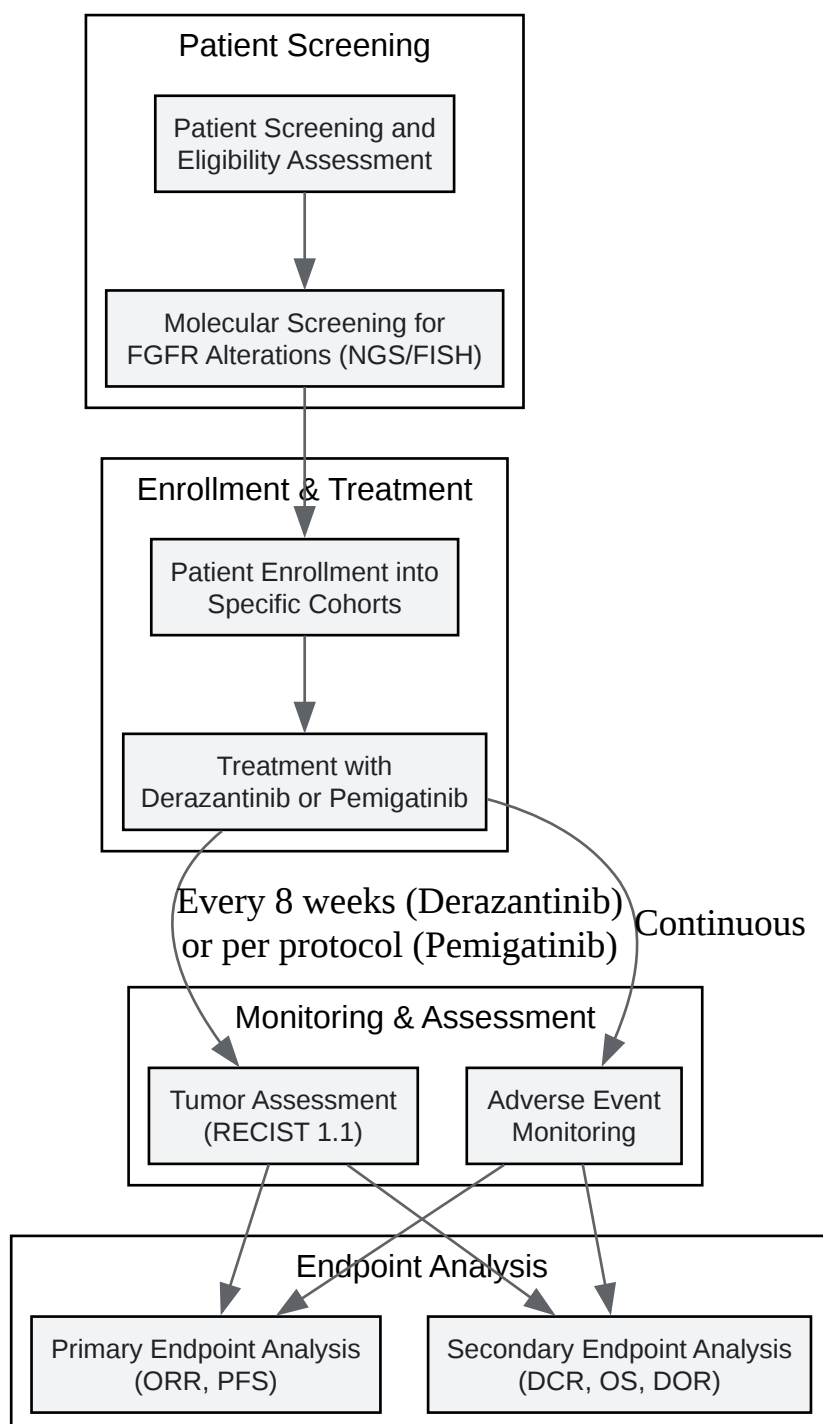 Patient Screening
Patient Screening and
Eligibility Assessment
Molecular Screening for
FGFR Alterations (NGS/FISH)
Enrollment & Treatment
Patient Enrollment into
Specific Cohorts
Treatment with
Derazantinib or Pemigatinib
Every 8 weeks (Derazantinib)
or per protocol (Pemigatinib)
Continuous
Monitoring & Assessment
Tumor Assessment
(RECIST 1.1)
Adverse Event
Monitoring
Endpoint Analysis
Primary Endpoint Analysis
(ORR, PFS)
Secondary Endpoint Analysis
(DCR, OS, DOR)